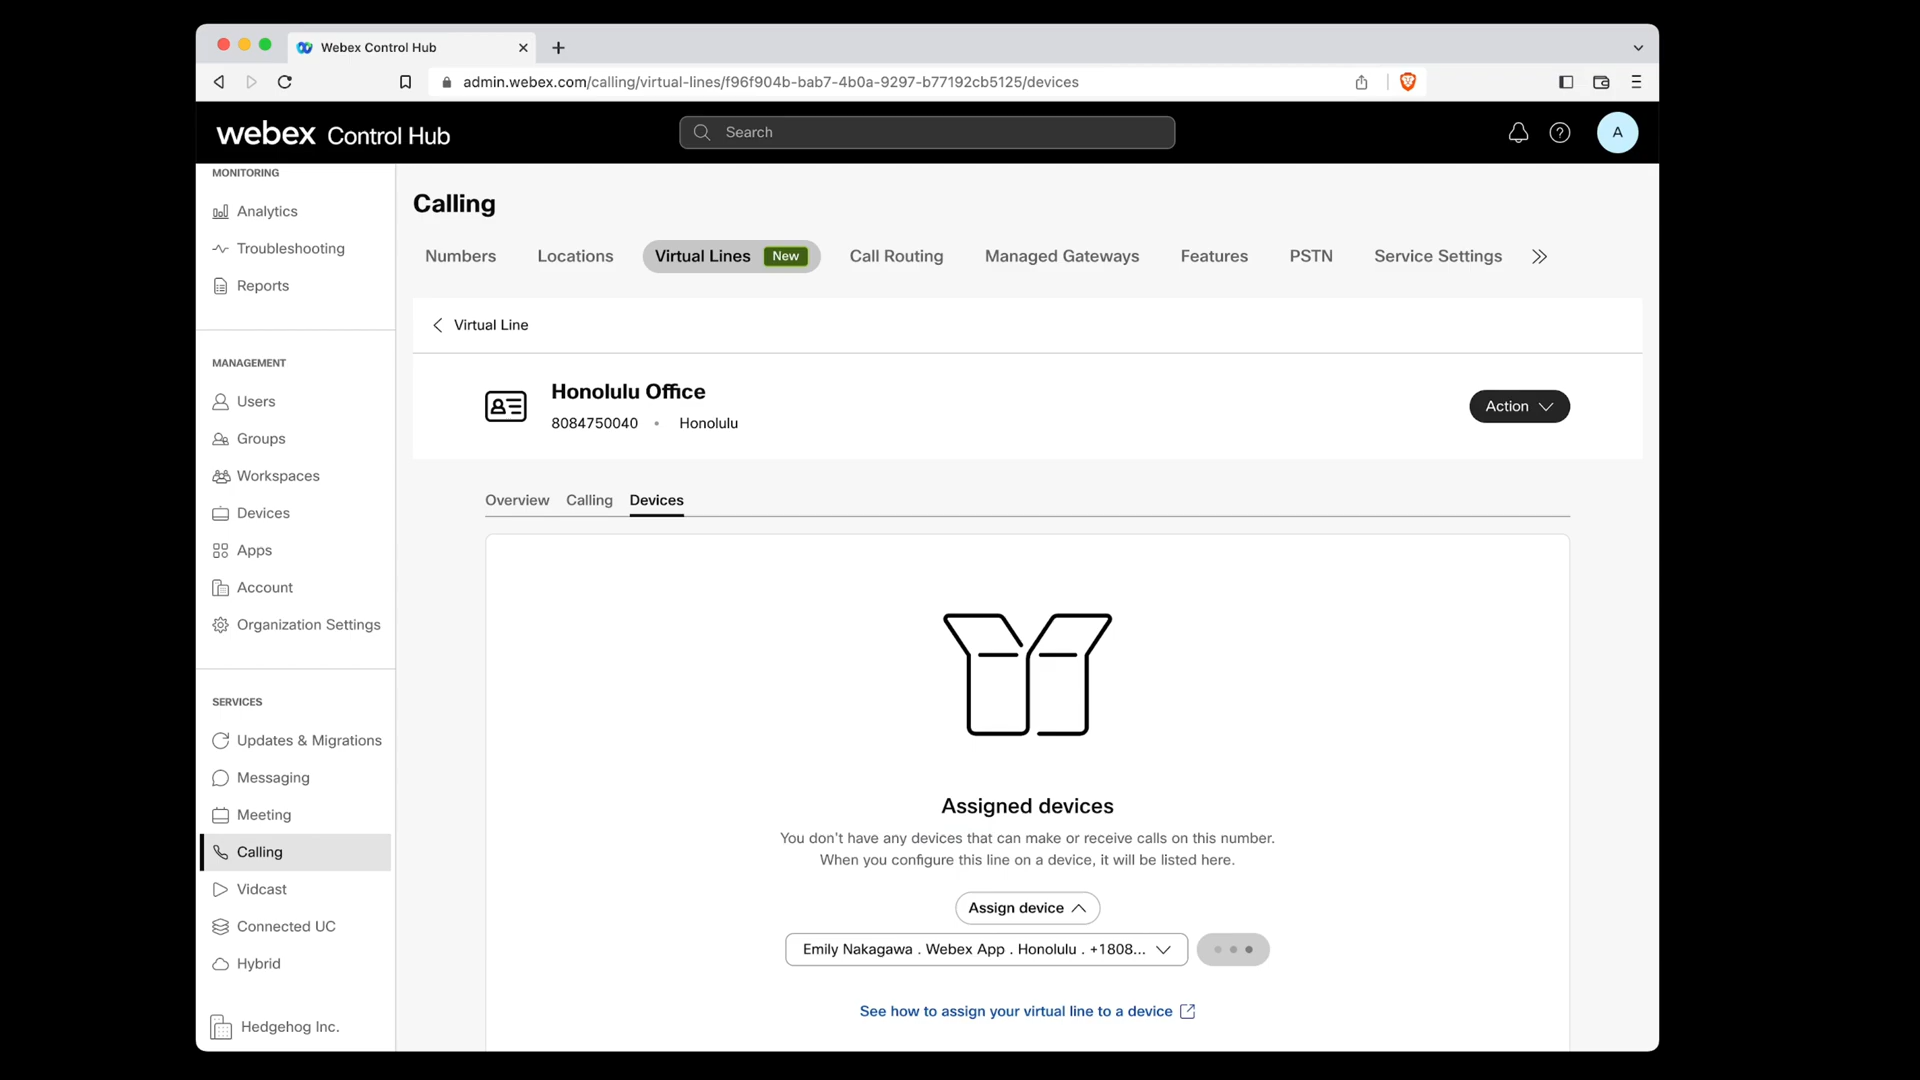 Webex Control Hub
admin.webex.com/calling/virtual-lines/f96f904b-bab7-4b0a-9297-b77192cb5125/devices
webex Control Hub
Search
A
MONITORING
Analytics
Troubleshooting
Reports
MANAGEMENT
Users
Groups
Workspaces
Devices
Apps
Account
Organization Settings
SERVICES
Updates & Migrations
Messaging
Meeting
Calling
Vidcast
Connected UC
Hybrid
Hedgehog Inc.
Calling
Numbers Locations Virtual Lines New Call Routing Managed Gateways Features PSTN Service Settings
Virtual Line
Honolulu Office
8084750040 • Honolulu
Action
Overview Calling Devices
Assigned devices
You don't have any devices that can make or receive calls on this number.
When you configure this line on a device, it will be listed here.
Assign device
Emily Nakagawa . Webex App . Honolulu . +1808...
See how to assign your virtual line to a device